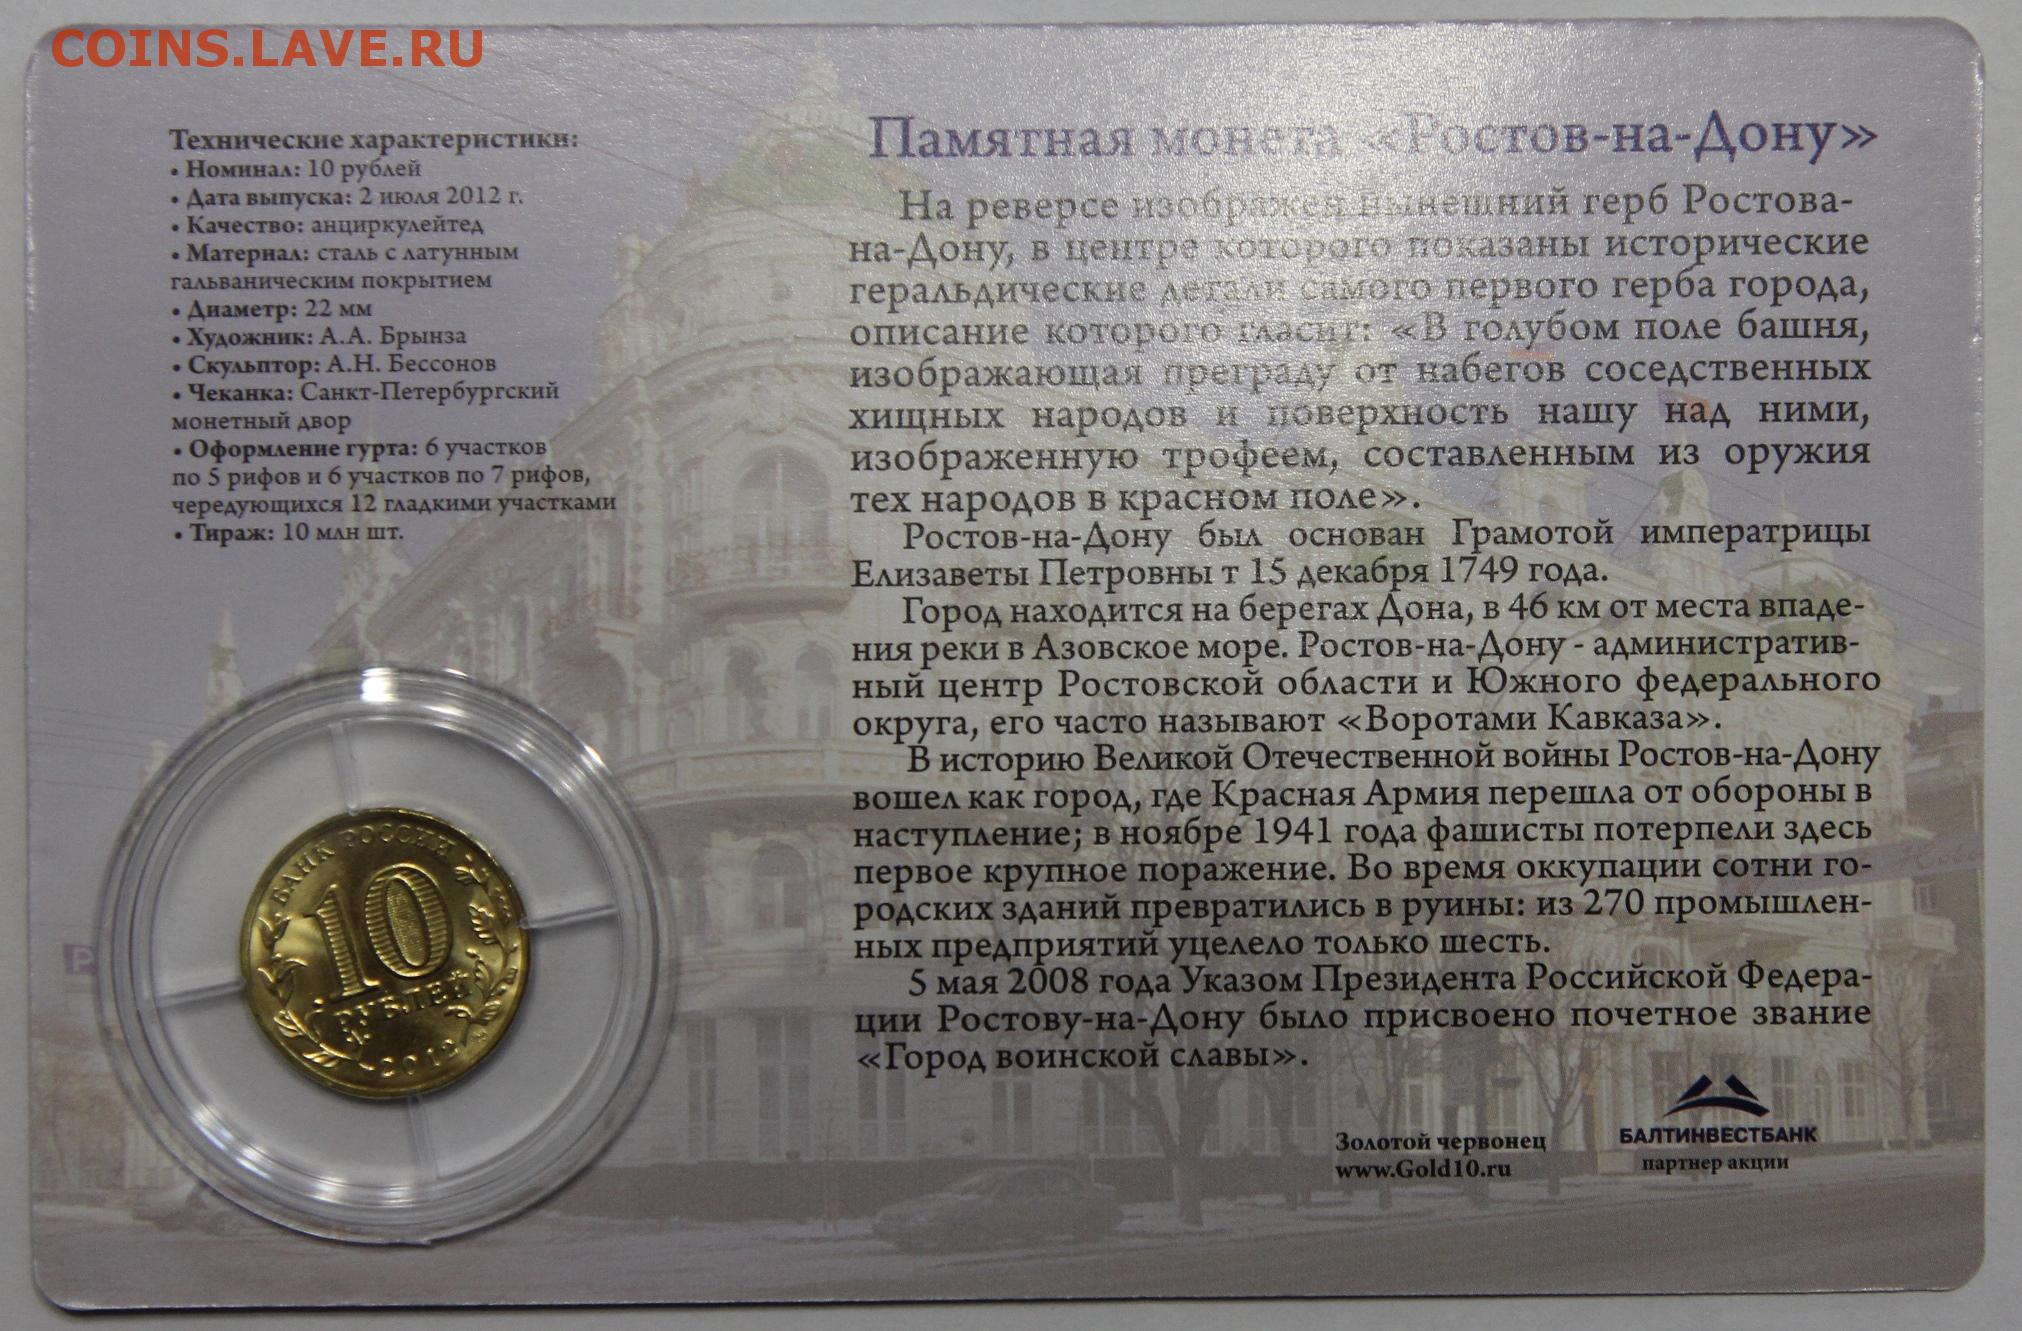 COINS.LAVE.RU
Технические характеристики:
• Номинал: 10 рублей
• Дата выпуска: 2 июля 2012 г.
• Качество: анциркулейтед
• Материал: сталь с латунным
гальваническим покрытием
• Диаметр: 22 мм
• Художник: А.А. Брынза
• Скульптор: А.Н. Бессонов
• Чеканка: Санкт-Петербургский
монетный двор
• Оформление гурта: 6 участков
по 5 рифов и 6 участков по 7 рифов,
чередующихся 12 гладкими участками
• Тираж: 10 млн шт.
Памятная монета «Ростов-на-Дону»
На реверсе изображен нынешний герб Ростова-
на-Дону, в центре которого показаны исторические
геральдические детали самого первого герба города,
описание которого гласит: «В голубом поле башня,
изображающая преграду от набегов соседственных
хищных народов и поверхность нашу над ними,
изображенную трофеем, составленным из оружия
тех народов в красном поле».
Ростов-на-Дону был основан Грамотой императрицы
Елизаветы Петровны т 15 декабря 1749 года.
Город находится на берегах Дона, в 46 км от места впаде-
ния реки в Азовское море. Ростов-на-Дону - административ-
ный центр Ростовской области и Южного федерального
округа, его часто называют «Воротами Кавказа».
В историю Великой Отечественной войны Ростов-на-Дону
вошел как город, где Красная Армия перешла от обороны в
наступление; в ноябре 1941 года фашисты потерпели здесь
первое крупное поражение. Во время оккупации сотни го-
родских зданий превратились в руины: из 270 промышлен-
ных предприятий уцелело только шесть.
5 мая 2008 года Указом Президента Российской Федера-
ции Ростову-на-Дону было присвоено почетное звание
«Город воинской славы».
БАНК РОССИИ
10
РУБЛЕЙ
2012
P
Золотой червонец
www.Gold10.ru
БАЛТИНВЕСТБАНК
партнер акции